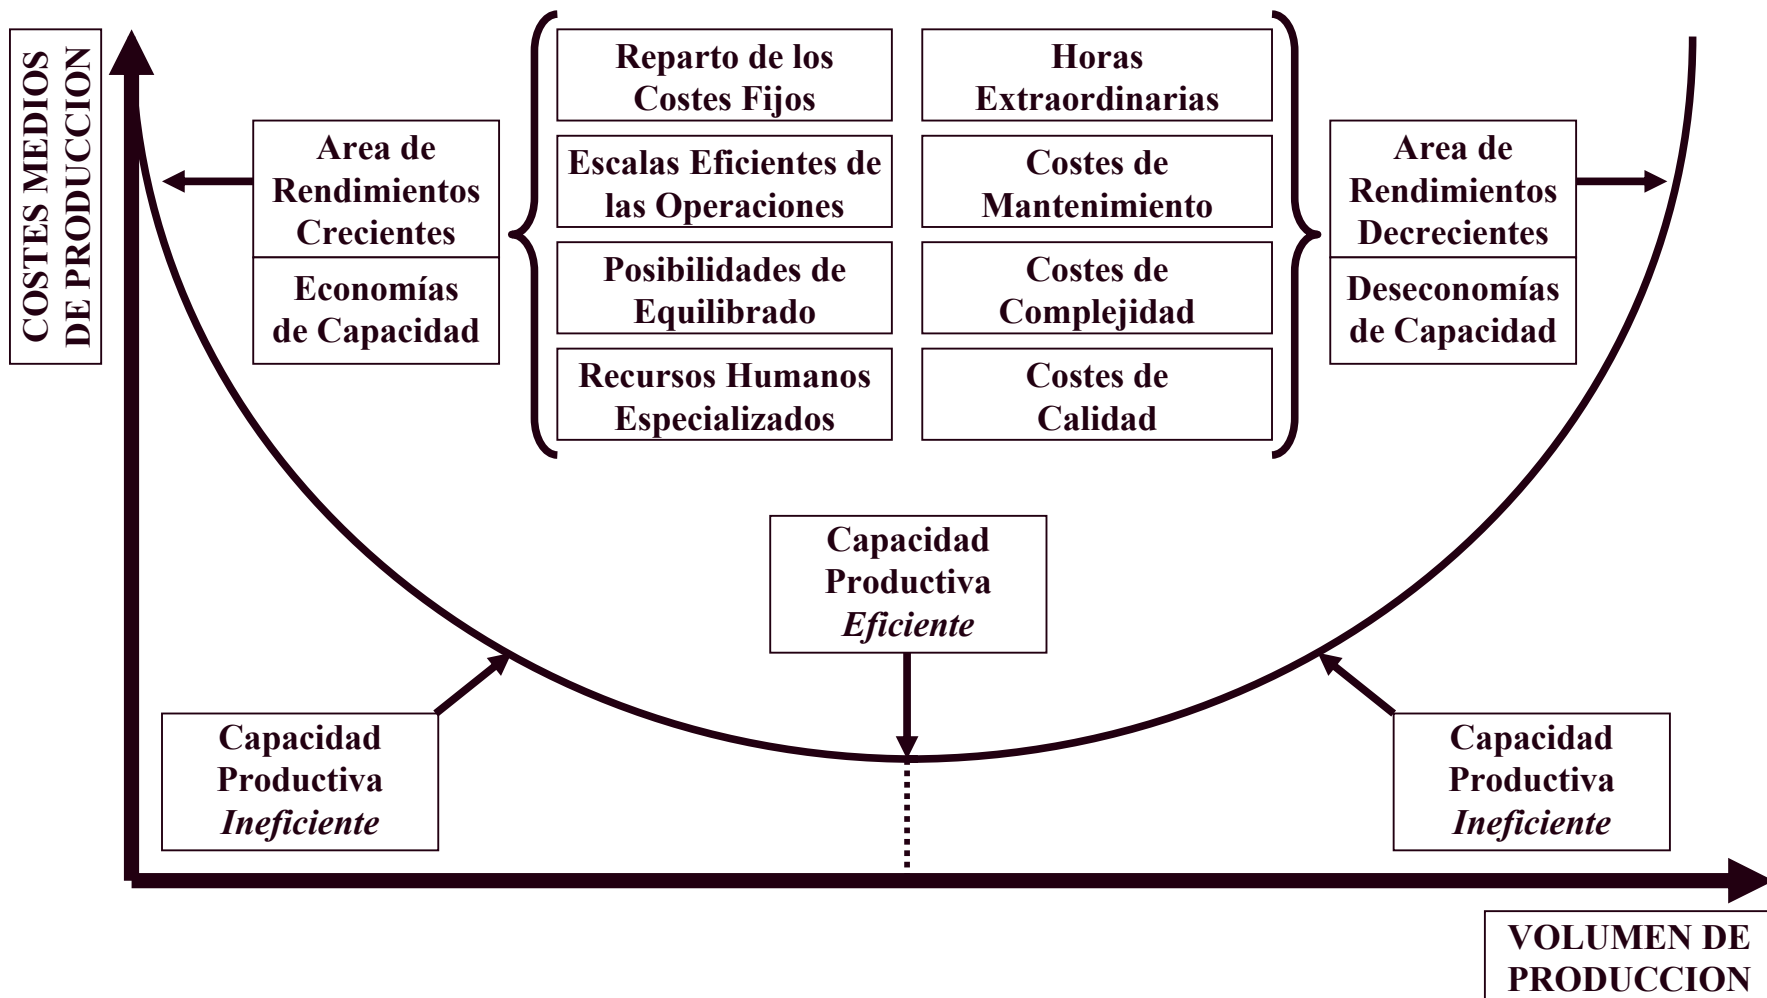 COSTES MEDIOS
DE PRODUCCION
Area de
Rendimientos
Crecientes
Economías
de Capacidad
Reparto de los
Costes Fijos
Escalas Eficientes de
las Operaciones
Posibilidades de
Equilibrado
Recursos Humanos
Especializados
Horas
Extraordinarias
Costes de
Mantenimiento
Costes de
Complejidad
Costes de
Calidad
Area de
Rendimientos
Decrecientes
Deseconomías
de Capacidad
Capacidad
Productiva
Eficiente
Capacidad
Productiva
Ineficiente
Capacidad
Productiva
Ineficiente
VOLUMEN DE
PRODUCCION